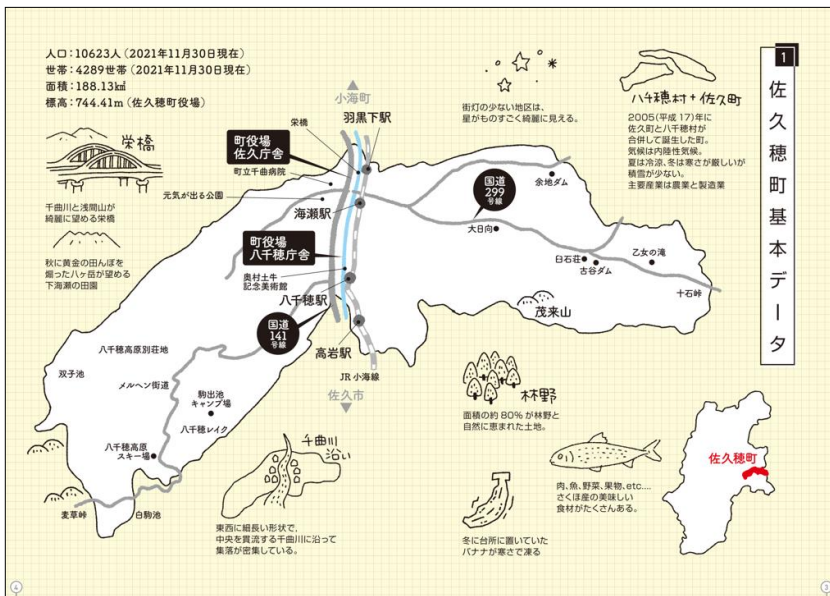 1
佐久穂町基本データ
人口:10623人(2021年11月30日現在)
世帯:4289世帯(2021年11月30日現在)
面積:188.13㎢
標高:744.41m(佐久穂町役場)
栄橋
千曲川と浅間山が
綺麗に望める栄橋
秋に黄金の田んぼを
煽った八ヶ岳が望める
下海瀬の田園
街灯の少ない地区は、
星がものすごく綺麗に見える。
八千穂村+佐久町
2005(平成17)年に
佐久町と八千穂村が
合併して誕生した町。
気候は内陸性気候。
夏は冷涼、冬は寒さが厳しいが
積雪が少ない。
主要産業は農業と製造業
小海町
栄橋
羽黒下駅
町役場
佐久庁舎
町立千曲病院
元気が出る公園
海瀬駅
町役場
八千穂庁舎
奥村土牛
記念美術館
八千穂駅
国道
141
号線
高岩駅
JR小海線
佐久市
国道
299
号線
余地ダム
大日向
臼石荘
古谷ダム
乙女の滝
十石峠
茂来山
八千穂高原別荘地
双子池
メルヘン街道
駒出池
キャンプ場
八千穂レイク
八千穂高原
スキー場
麦草峠
白駒池
千曲川
沿い
東西に細長い形状で、
中央を貫流する千曲川に沿って
集落が密集している。
林野
面積の約80%が林野と
自然に恵まれた土地。
肉、魚、野菜、果物、etc....
さくほ産の美味しい
食材がたくさんある。
冬に台所に置いていた
バナナが寒さで凍る
佐久穂町
4
3